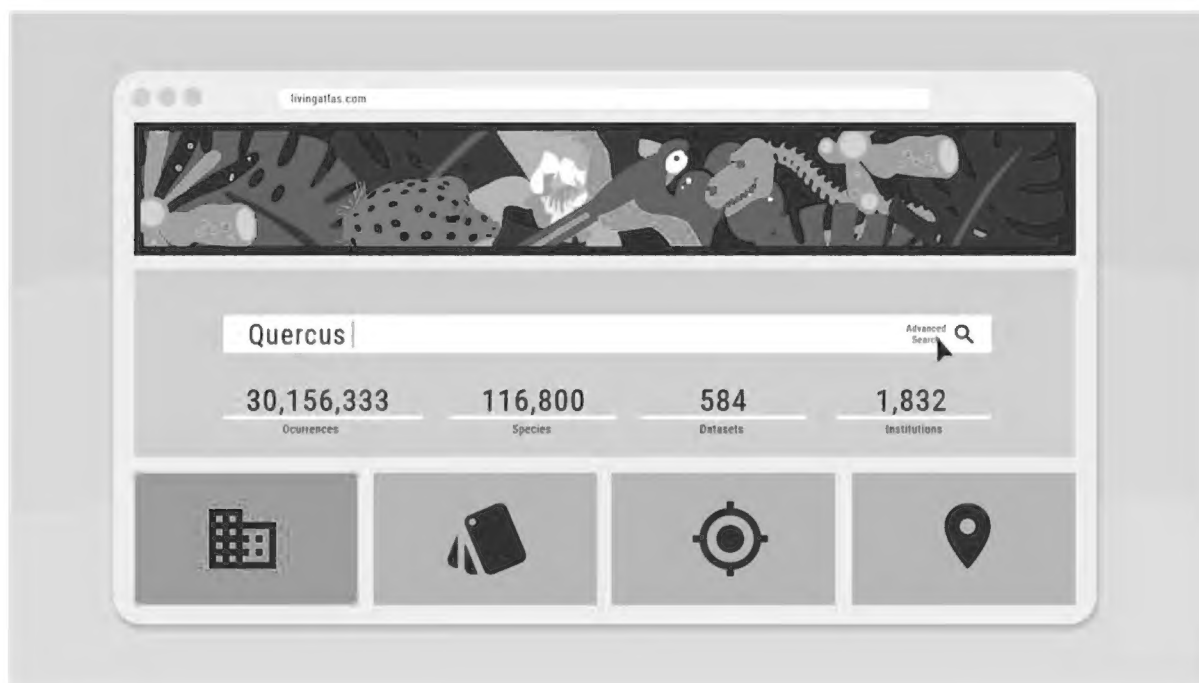 livingatlas.com
Quercus
Advanced
Search
30,156,333
116,800
584
1,832
Ocurrences
Species
Datasets
Institutions